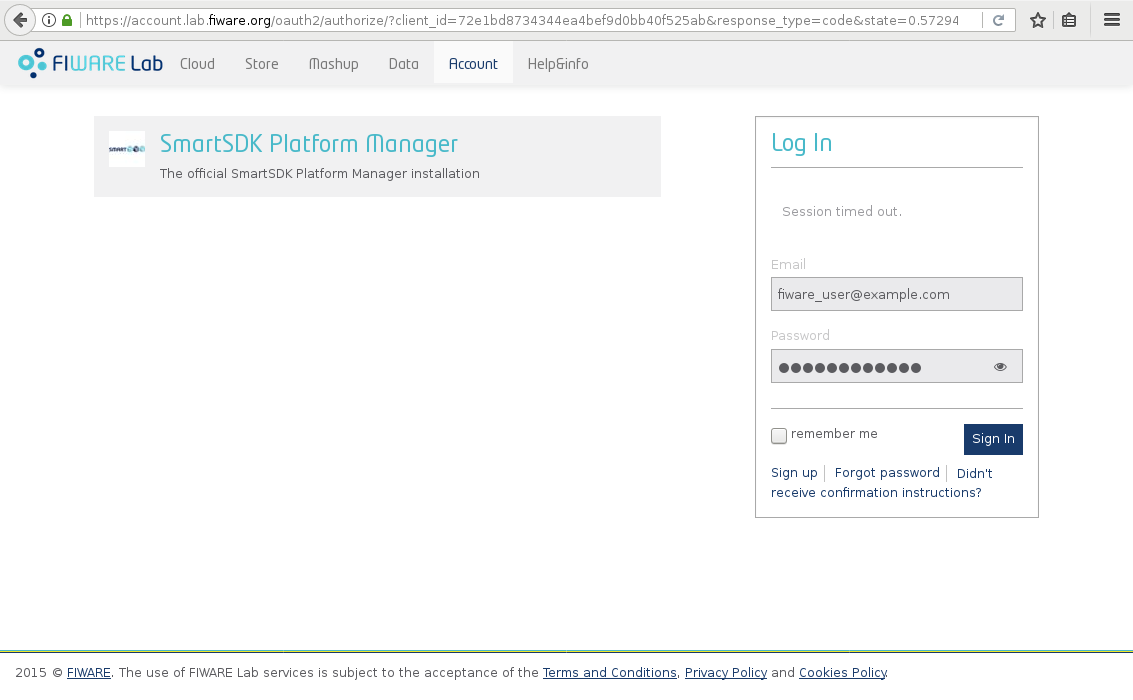 https://account.lab.fiware.org/oauth2/authorize/?client_id=72e1bd8734344ea4bef9d0bb40f525ab&response_type=code&state=0.57294
FIWARE Lab Cloud Store Mashup Data Account Help&info
SMART
SmartSDK Platform Manager
The official SmartSDK Platform Manager installation
Log In
Session timed out.
Email
fiware_user@example.com
Password
remember me
Sign In
Sign up Forgot password Didn't
receive confirmation instructions?
2015 © FIWARE. The use of FIWARE Lab services is subject to the acceptance of the Terms and Conditions, Privacy Policy and Cookies Policy.